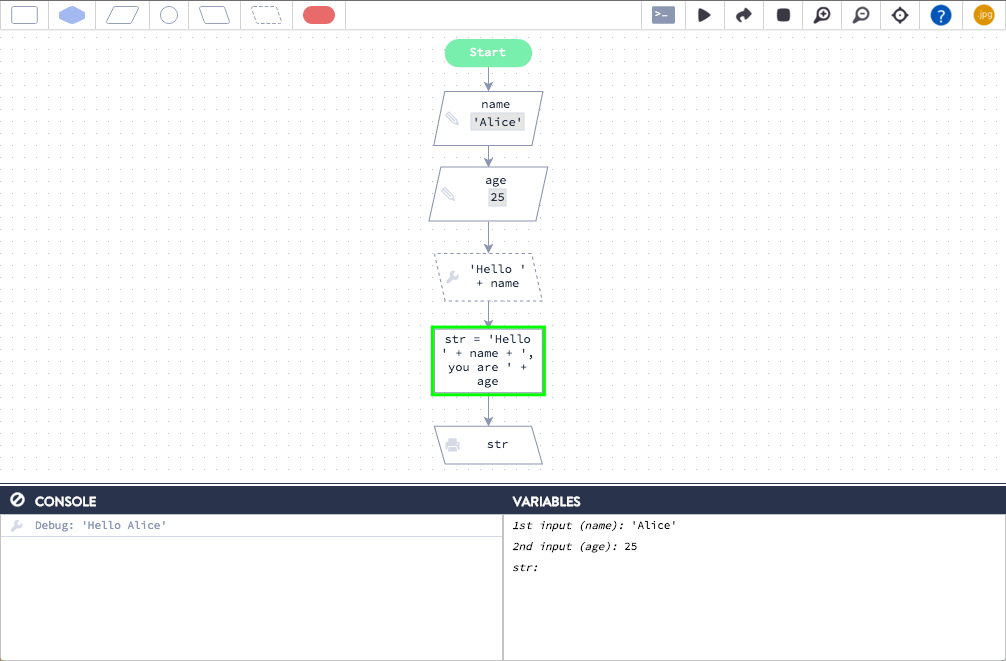 >-
?
.jpg
Start
name
'Alice'
age
25
'Hello '
+ name
str = 'Hello
' + name + ',
you are ' +
age
str
CONSOLE
Debug: 'Hello Alice'
VARIABLES
1st input (name): 'Alice'
2nd input (age): 25
str: